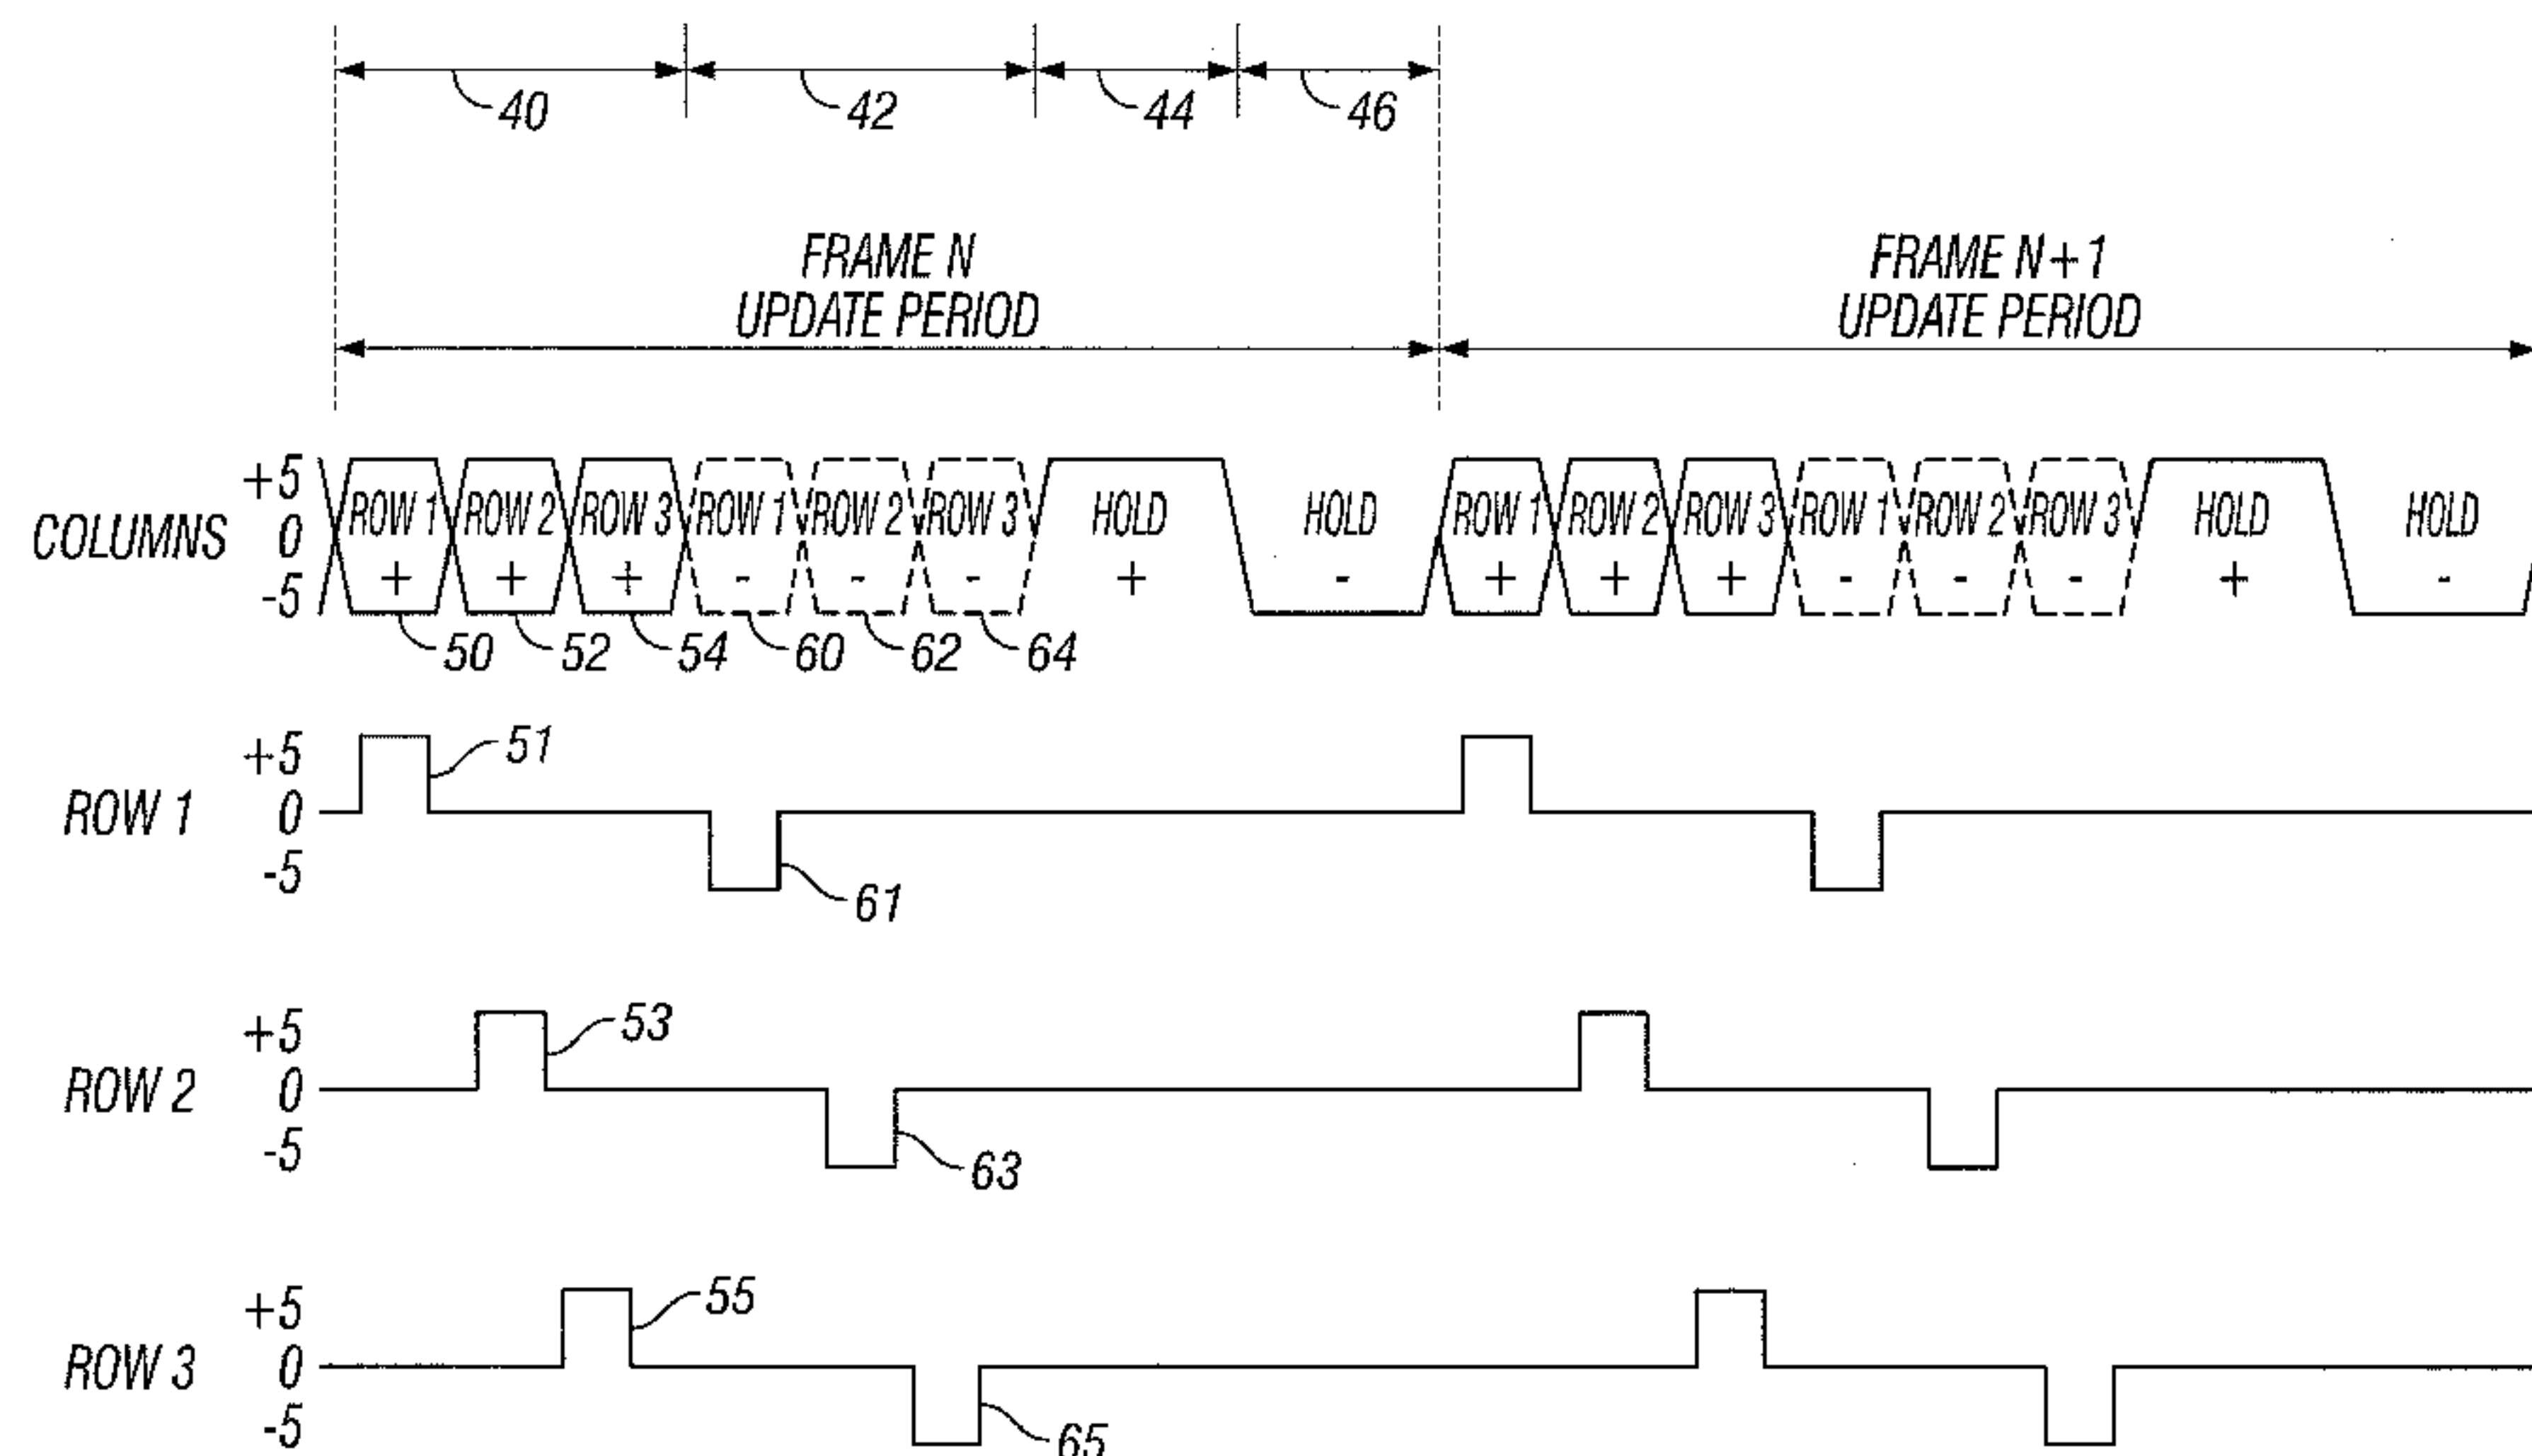 40 42 44 46
FRAME N
UPDATE PERIOD
FRAME N+1
UPDATE PERIOD
COLUMNS
+5
0
-5
ROW 1 ROW 2 ROW 3 ROW 1 ROW 2 ROW 3 HOLD HOLD ROW 1 ROW 2 ROW 3 ROW 1 ROW 2 ROW 3 HOLD HOLD
+ + + - - - + - + + + - - - + -
50 52 54 60 62 64
ROW 1
+5
0
-5
51
61
ROW 2
+5
0
-5
53
63
ROW 3
+5
0
-5
55
65